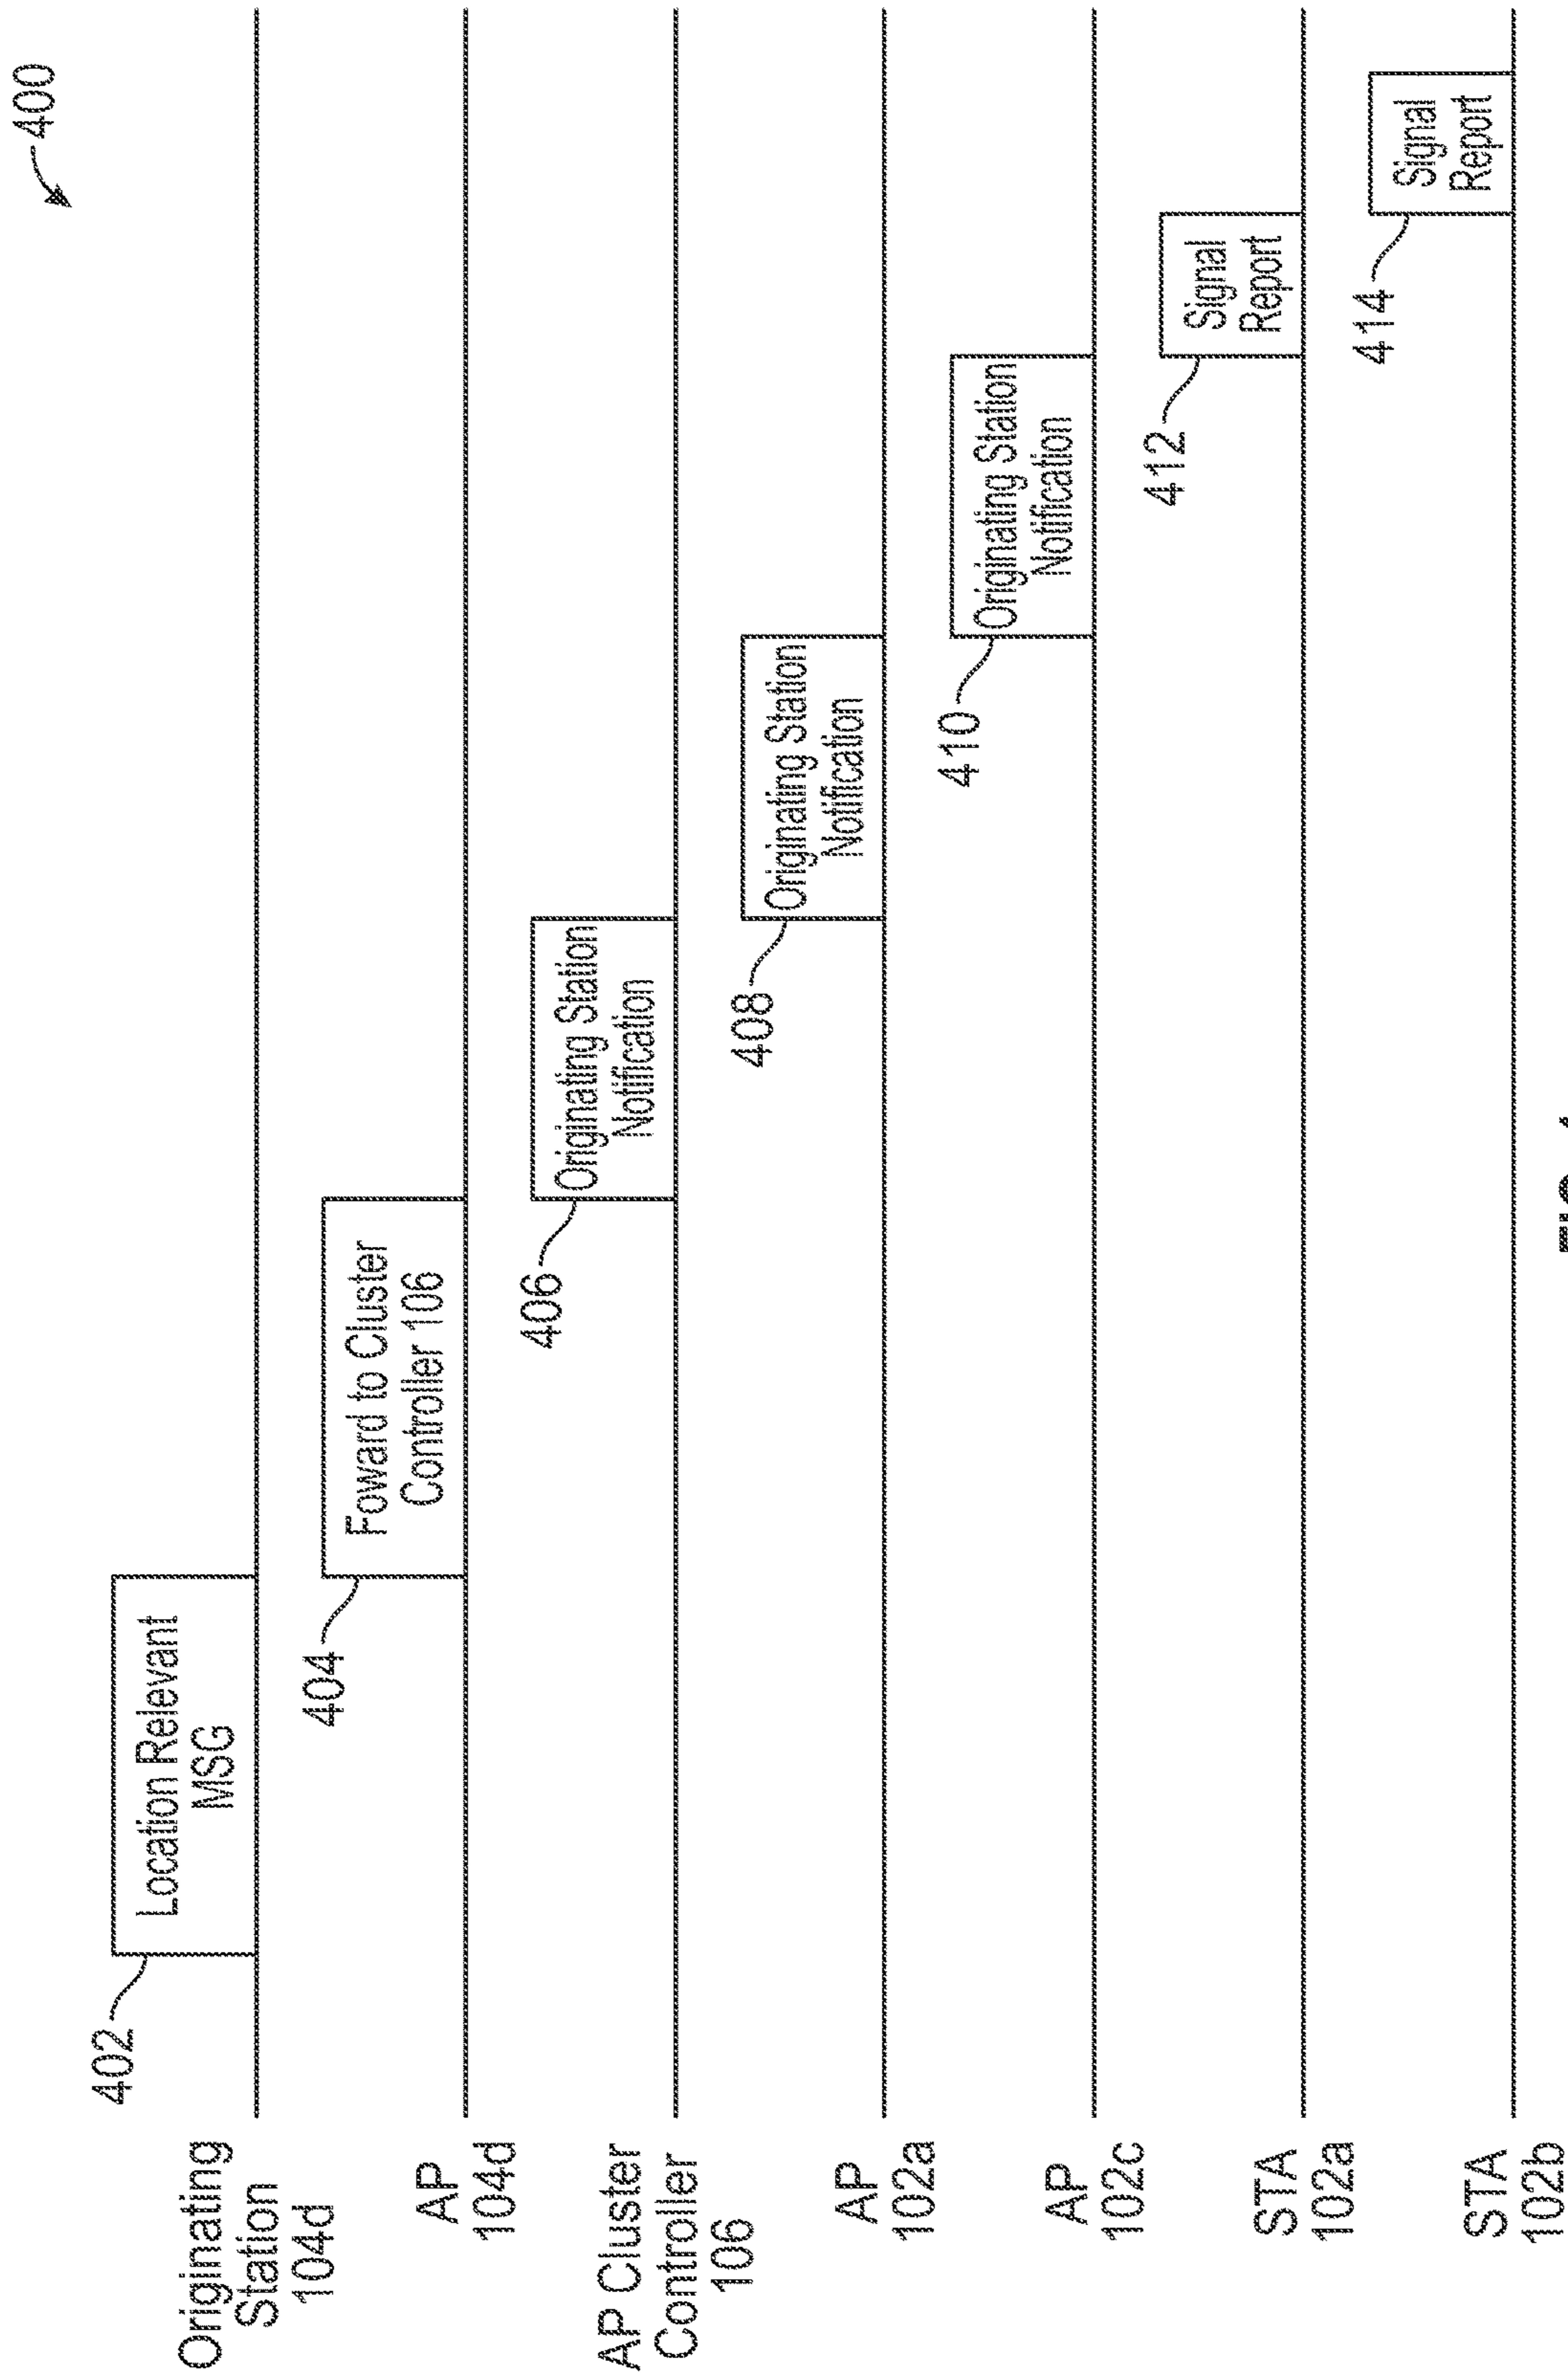 400
Originating
Station
104d
402
Location Relevant
MSG
AP
104d
404
Foward to Cluster
Controller 106
AP Cluster
Controller
106
406
Originating Station
Notification
AP
102a
408
Originating Station
Notification
AP
102c
410
Originating Station
Notification
STA
102a
412
Signal
Report
STA
102b
414
Signal
Report